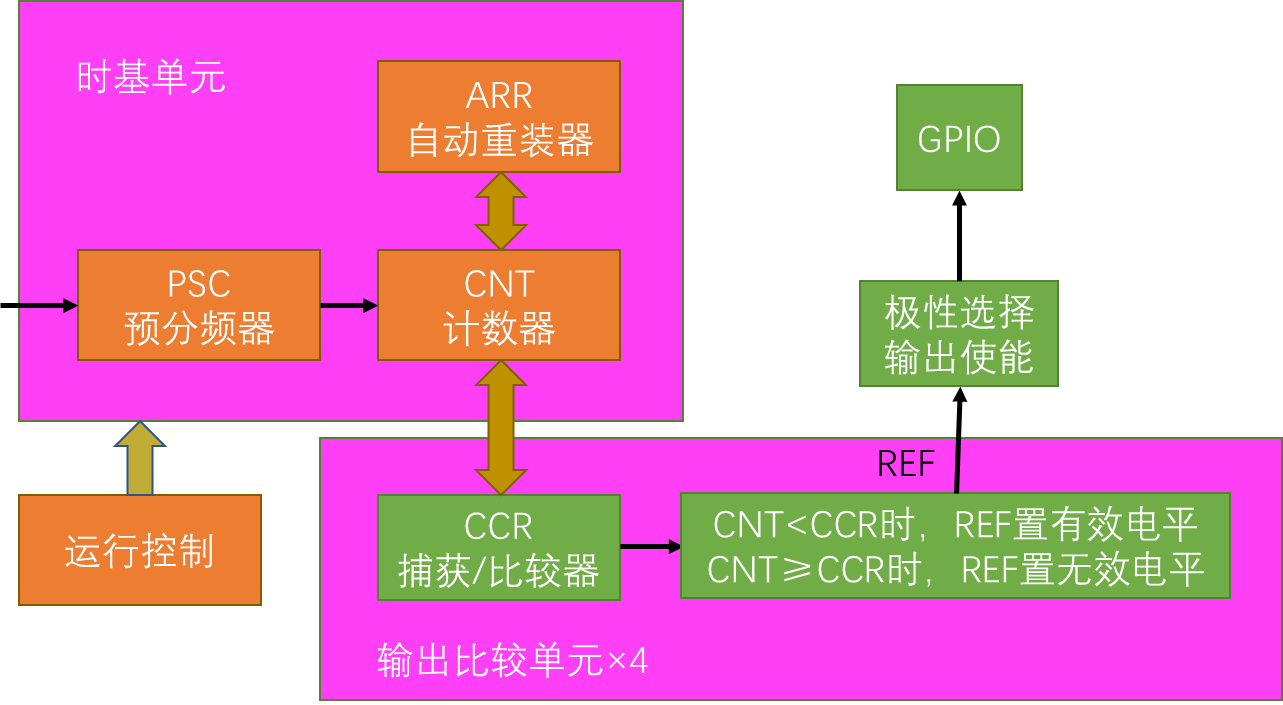 时基单元
ARR
自动重装器
PSC
预分频器
CNT
计数器
运行控制
GPIO
极性选择
输出使能
REF
CCR
捕获/比较器
CNT<CCR时，REF置有效电平
CNT≥CCR时，REF置无效电平
输出比较单元×4